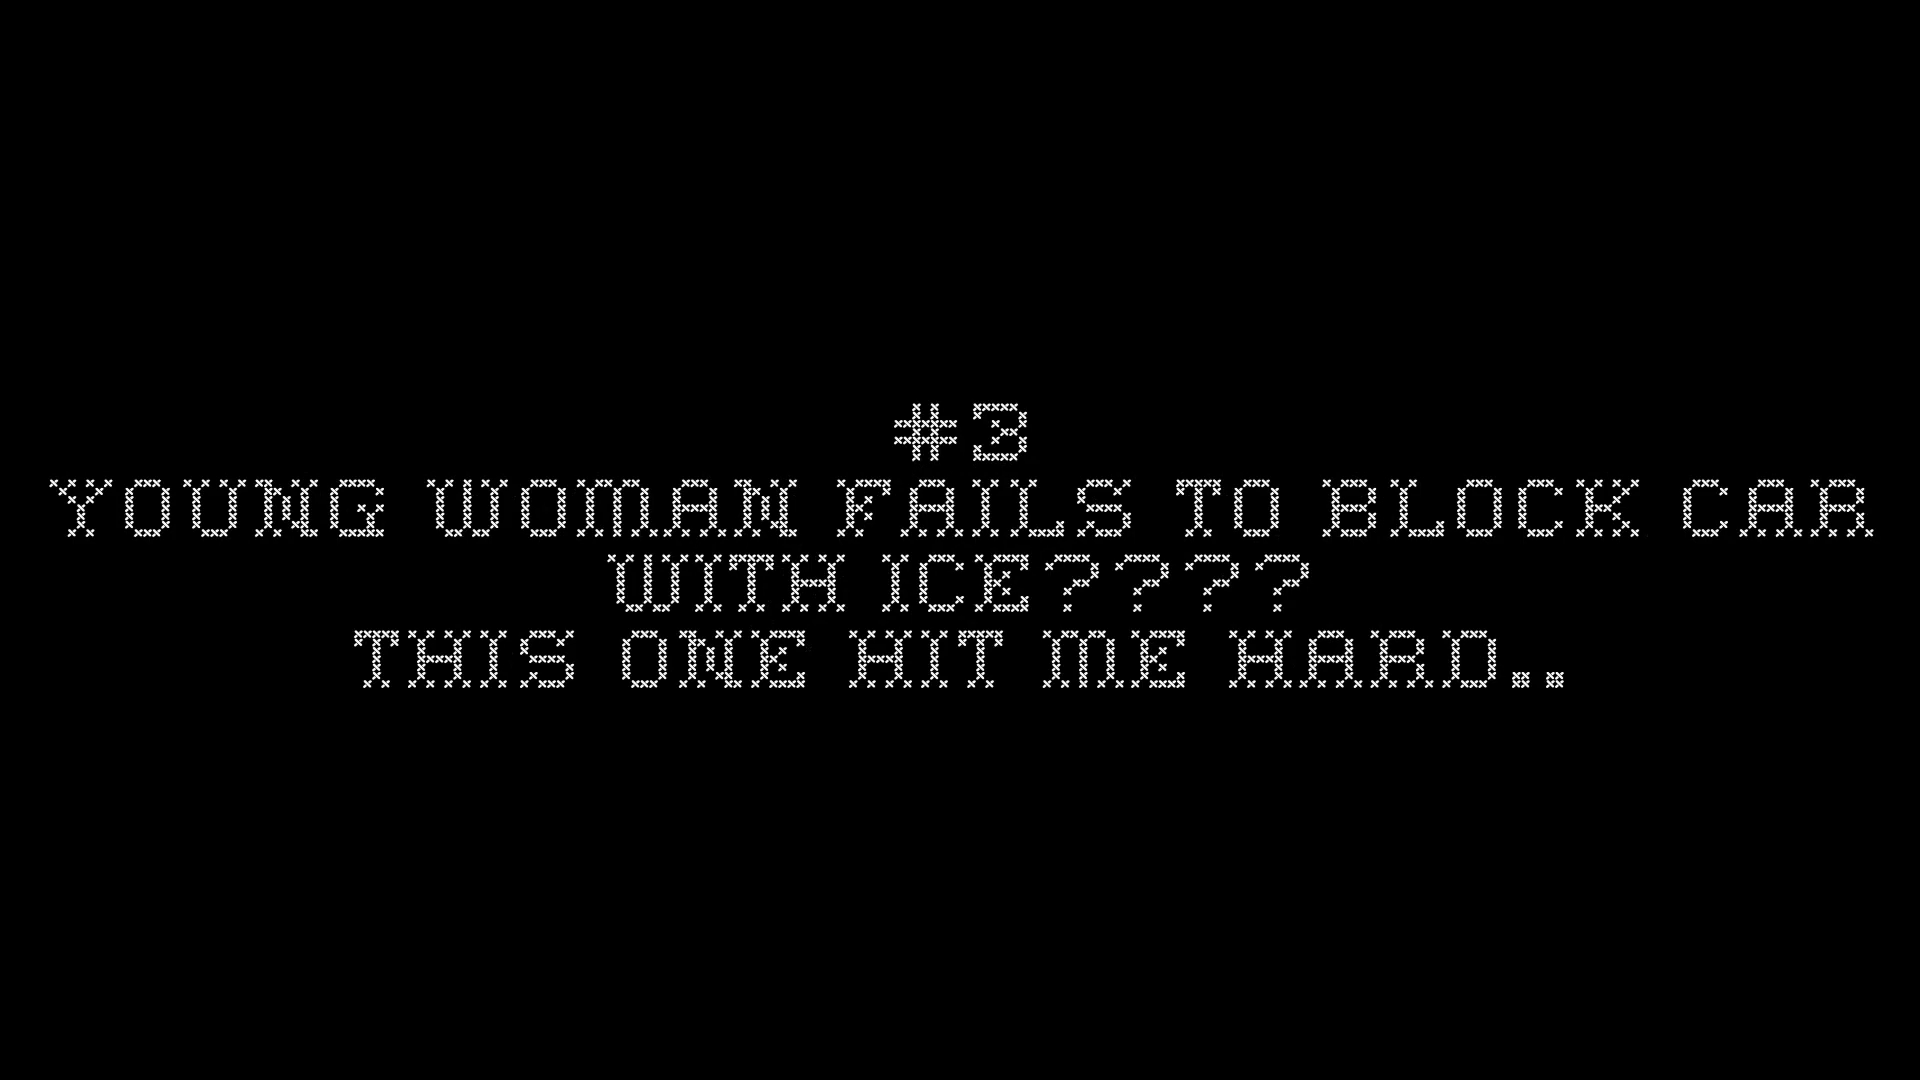 #3
YOUNG WOMAN FAILS TO BLOCK CAR
WITH ICE????
THIS ONE HIT ME HARD..